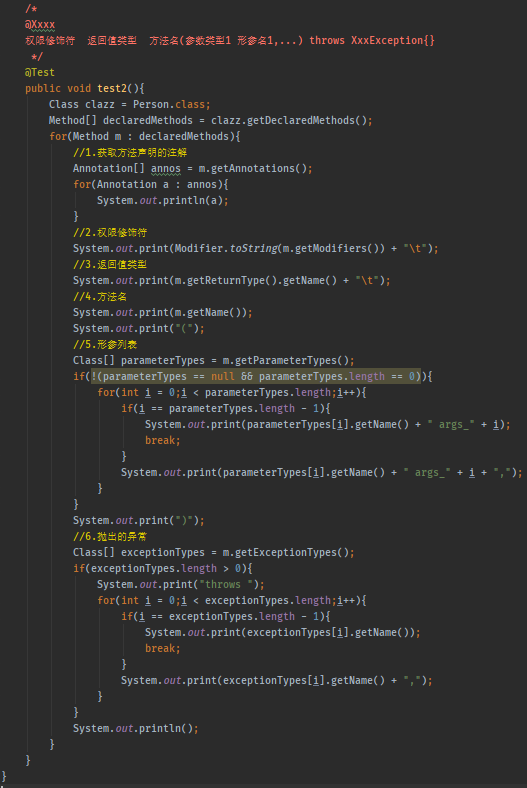 /*
@Xxxx
权限修饰符  返回值类型  方法名(参数类型1 形参名1,...) throws XxxException{}
 */
@Test
public void test2(){
    Class clazz = Person.class;
    Method[] declaredMethods = clazz.getDeclaredMethods();
    for(Method m : declaredMethods){
        //1.获取方法声明的注解
        Annotation[] annos = m.getAnnotations();
        for(Annotation a : annos){
            System.out.println(a);
        }
        //2.权限修饰符
        System.out.print(Modifier.toString(m.getModifiers()) + "\t");
        //3.返回值类型
        System.out.print(m.getReturnType().getName() + "\t");
        //4.方法名
        System.out.print(m.getName());
        System.out.print("(");
        //5.形参列表
        Class[] parameterTypes = m.getParameterTypes();
        if(!(parameterTypes == null && parameterTypes.length == 0)){
            for(int i = 0;i < parameterTypes.length;i++){
                if(i == parameterTypes.length - 1){
                    System.out.print(parameterTypes[i].getName() + " args_" + i);
                    break;
                }
                System.out.print(parameterTypes[i].getName() + " args_" + i + ",");
            }
        }
        System.out.print(")");
        //6.抛出的异常
        Class[] exceptionTypes = m.getExceptionTypes();
        if(exceptionTypes.length > 0){
            System.out.print("throws ");
            for(int i = 0;i < exceptionTypes.length;i++){
                if(i == exceptionTypes.length - 1){
                    System.out.print(exceptionTypes[i].getName());
                    break;
                }
                System.out.print(exceptionTypes[i].getName() + ",");
            }
        }
        System.out.println();
    }
}
}